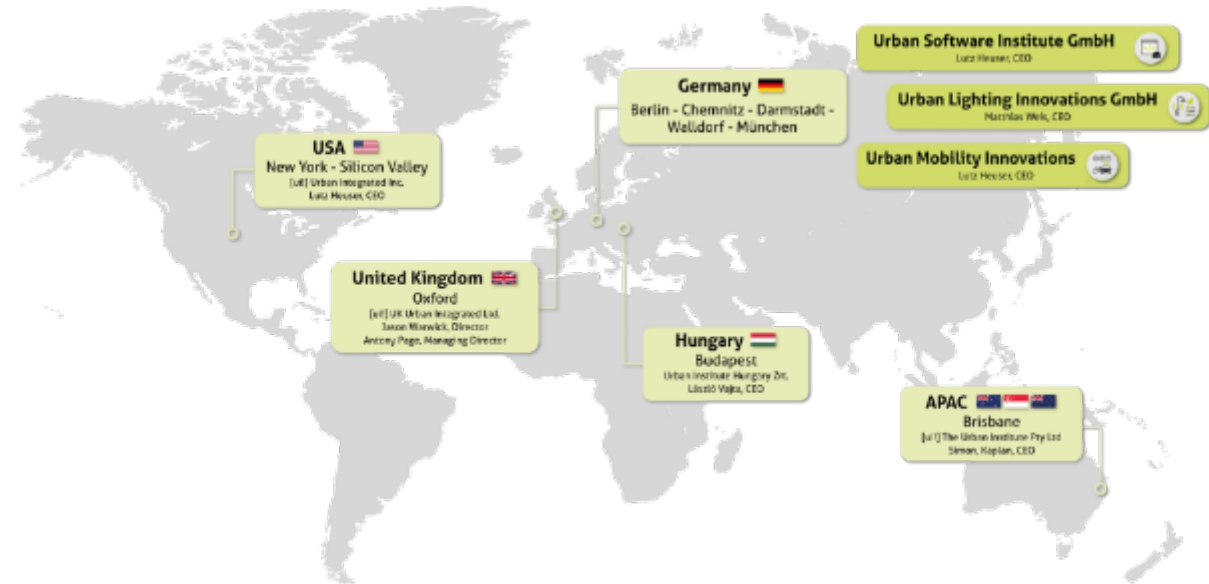 Urban Software Institute GmbH
Lutz Heuser, CEO
Germany
Berlin - Chemnitz - Darmstadt -
Walldorf - München
Urban Lighting Innovations GmbH
Matthias Weis, CEO
USA
New York - Silicon Valley
[ui!] Urban Integrated Inc.
Lutz Heuser, CEO
Urban Mobility Innovations
Lutz Heuser, CEO
United Kingdom
Oxford
[ui!] UK Urban Integrated Ltd.
Jason Warwick, Director
Antony Page, Managing Director
Hungary
Budapest
Urban Institute Hungary Zrt.
László Vajta, CEO
APAC
Brisbane
[ui!] The Urban Institute Pty Ltd
Simon, Kaplan, CEO